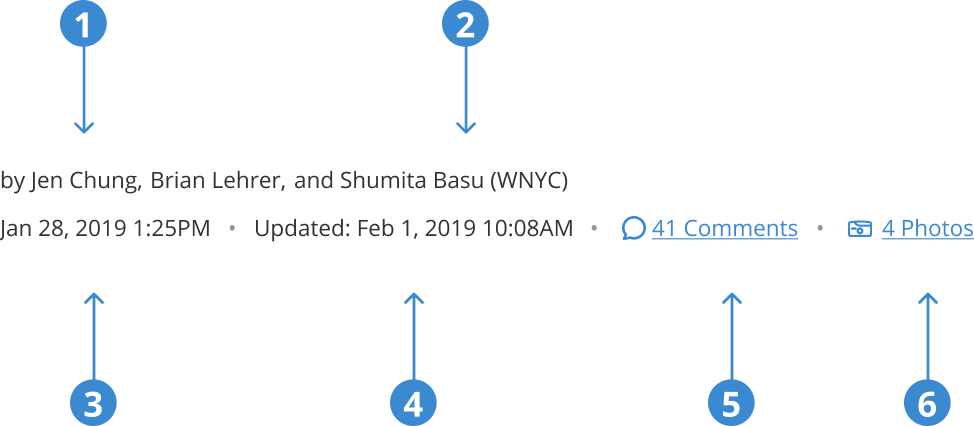 1 2
by Jen Chung, Brian Lehrer, and Shumita Basu (WNYC)
Jan 28, 2019 1:25PM • Updated: Feb 1, 2019 10:08AM • 41 Comments • 4 Photos
3 4 5 6